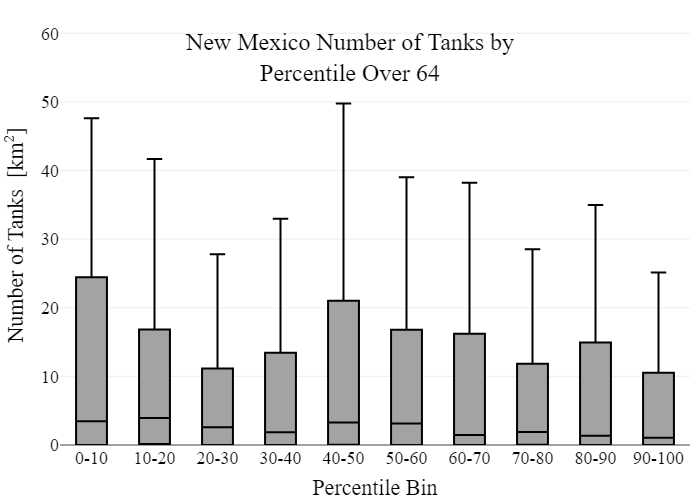 New Mexico Number of Tanks by
Percentile Over 64
Number of Tanks [km²]
60
50
40
30
20
10
0
0-10 10-20 20-30 30-40 40-50 50-60 60-70 70-80 80-90 90-100
Percentile Bin